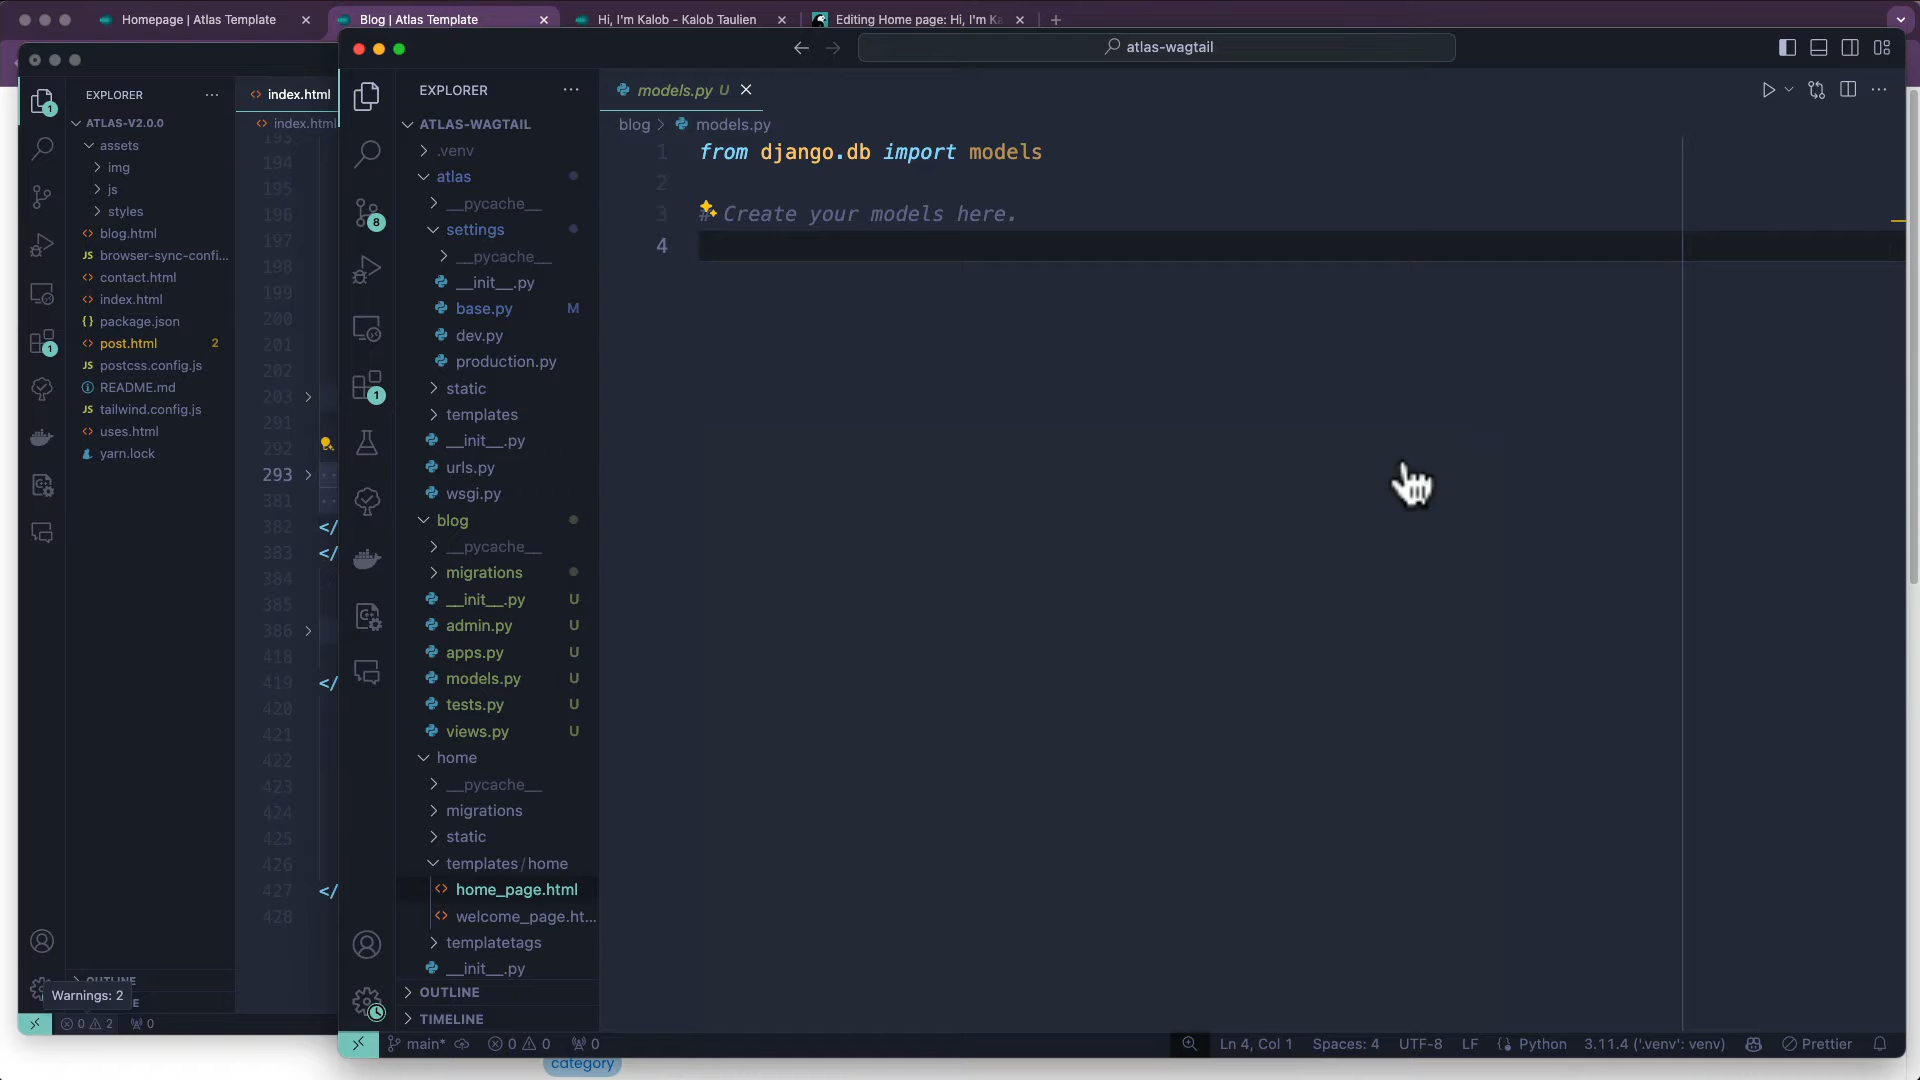 Homepage | Atlas Template
Blog | Atlas Template
Hi, I'm Kalob - Kalob Taulien
Editing Home page: Hi, I'm Ka
atlas-wagtail
EXPLORER
ATLAS-V2.0.0
assets
img
js
styles
blog.html
browser-sync-confi...
contact.html
index.html
package.json
post.html 2
postcss.config.js
README.md
tailwind.config.js
uses.html
yarn.lock
OUTLINE
Warnings: 2
0 2 0
1
1
index.html
index.html
193
194
195
196
197
198
199
200
201
202
203
291
292
293
381
382 </
383 </
384
385
386
418
419 </
420
421
422
423
424
425
426
427 </
428
EXPLORER
ATLAS-WAGTAIL
.venv
atlas
__pycache__
settings
__pycache__
__init__.py
base.py M
dev.py
production.py
static
templates
__init__.py
urls.py
wsgi.py
blog
__pycache__
migrations
__init__.py U
admin.py U
apps.py U
models.py U
tests.py U
views.py U
home
__pycache__
migrations
static
templates/home
home_page.html
welcome_page.ht...
templatetags
__init__.py
OUTLINE
TIMELINE
8
1
models.py U
blog > models.py
1 from django.db import models
2
3 # Create your models here.
4
main* 0 0 0
Ln 4, Col 1 Spaces: 4 UTF-8 LF Python 3.11.4 ('.venv': venv) Prettier
category